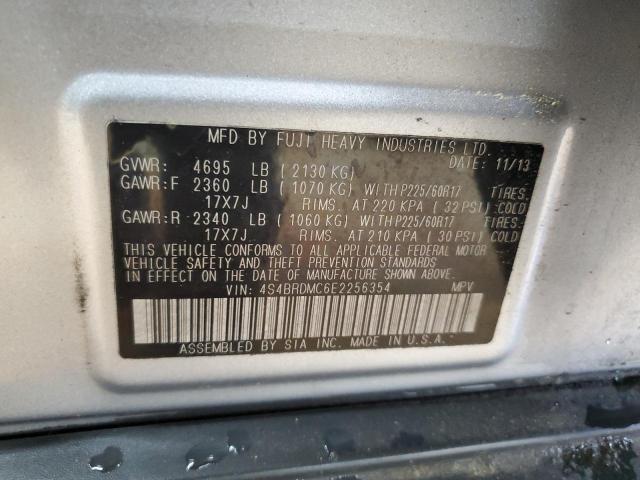 MFD BY FUJI HEAVY INDUSTRIES LTD.
DATE: 11/13
GVWR: 4695 LB (2130 KG)
GAWR:F 2360 LB (1070 KG) WITH P225/60R17 TIRES,
17X7J RIMS. AT 220 KPA (32 PSI) COLD
GAWR:R 2340 LB (1060 KG) WITH P225/60R17 TIRES,
17X7J RIMS. AT 210 KPA (30 PSI) COLD
THIS VEHICLE CONFORMS TO ALL APPLICABLE FEDERAL MOTOR
VEHICLE SAFETY AND THEFT PREVENTION STANDARDS
IN EFFECT ON THE DATE OF MANUFACTURE SHOWN ABOVE.
VIN: 4S4BRDMC6E2256354 MPV
ASSEMBLED BY SIA INC. MADE IN U.S.A.